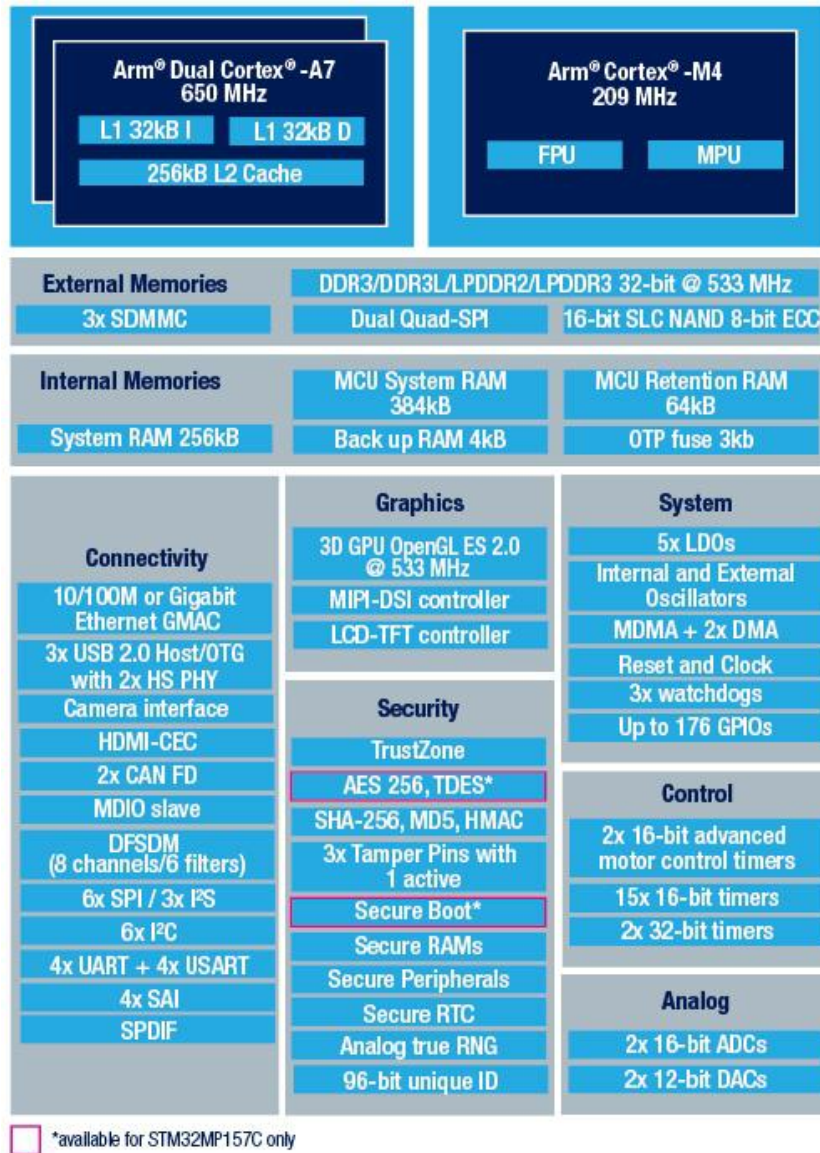 Arm® Dual Cortex® -A7
650 MHz
L1 32kB I
L1 32kB D
256kB L2 Cache
Arm® Cortex® -M4
209 MHz
FPU
MPU
External Memories
DDR3/DDR3L/LPDDR2/LPDDR3 32-bit @ 533 MHz
3x SDMMC
Dual Quad-SPI
16-bit SLC NAND 8-bit ECC
Internal Memories
MCU System RAM
384kB
MCU Retention RAM
64kB
System RAM 256kB
Back up RAM 4kB
OTP fuse 3kb
Connectivity
10/100M or Gigabit
Ethernet GMAC
3x USB 2.0 Host/OTG
with 2x HS PHY
Camera interface
HDMI-CEC
2x CAN FD
MDIO slave
DFSDM
(8 channels/6 filters)
6x SPI / 3x I²S
6x I²C
4x UART + 4x USART
4x SAI
SPDIF
Graphics
3D GPU OpenGL ES 2.0
@ 533 MHz
MIPI-DSI controller
LCD-TFT controller
Security
TrustZone
AES 256, TDES*
SHA-256, MD5, HMAC
3x Tamper Pins with
1 active
Secure Boot*
Secure RAMs
Secure Peripherals
Secure RTC
Analog true RNG
96-bit unique ID
System
5x LDOs
Internal and External
Oscillators
MDMA + 2x DMA
Reset and Clock
3x watchdogs
Up to 176 GPIOs
Control
2x 16-bit advanced
motor control timers
15x 16-bit timers
2x 32-bit timers
Analog
2x 16-bit ADCs
2x 12-bit DACs
*available for STM32MP157C only